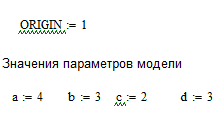 ORIGIN := 1
Значения параметров модели
a := 4 b := 3 c := 2 d := 3